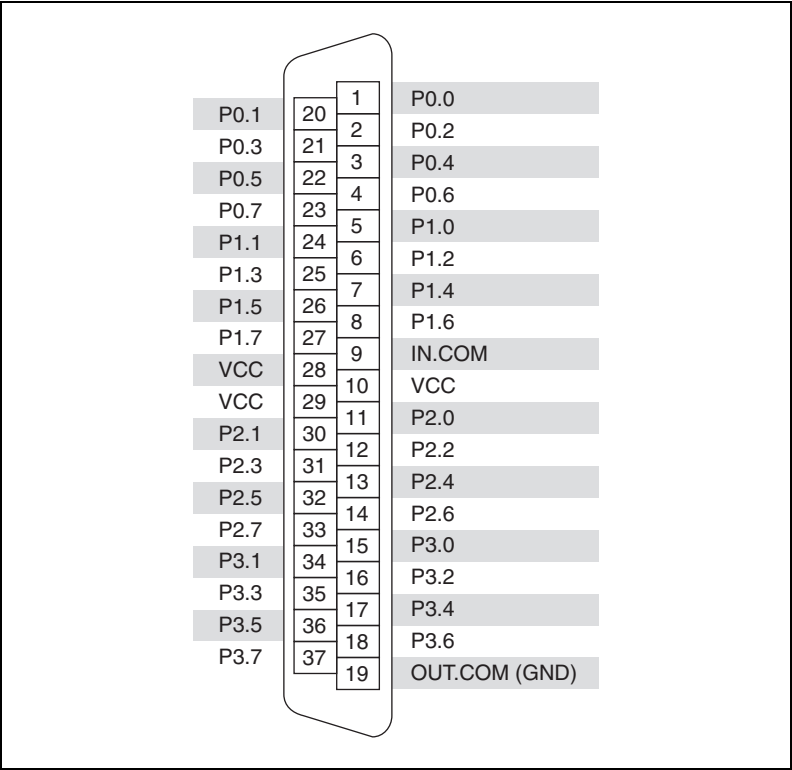 1 P0.0
P0.1 20
2 P0.2
P0.3 21
3 P0.4
P0.5 22
4 P0.6
P0.7 23
5 P1.0
P1.1 24
6 P1.2
P1.3 25
7 P1.4
P1.5 26
8 P1.6
P1.7 27
9 IN.COM
VCC 28
10 VCC
VCC 29
11 P2.0
P2.1 30
12 P2.2
P2.3 31
13 P2.4
P2.5 32
14 P2.6
P2.7 33
15 P3.0
P3.1 34
16 P3.2
P3.3 35
17 P3.4
P3.5 36
18 P3.6
P3.7 37
19 OUT.COM (GND)